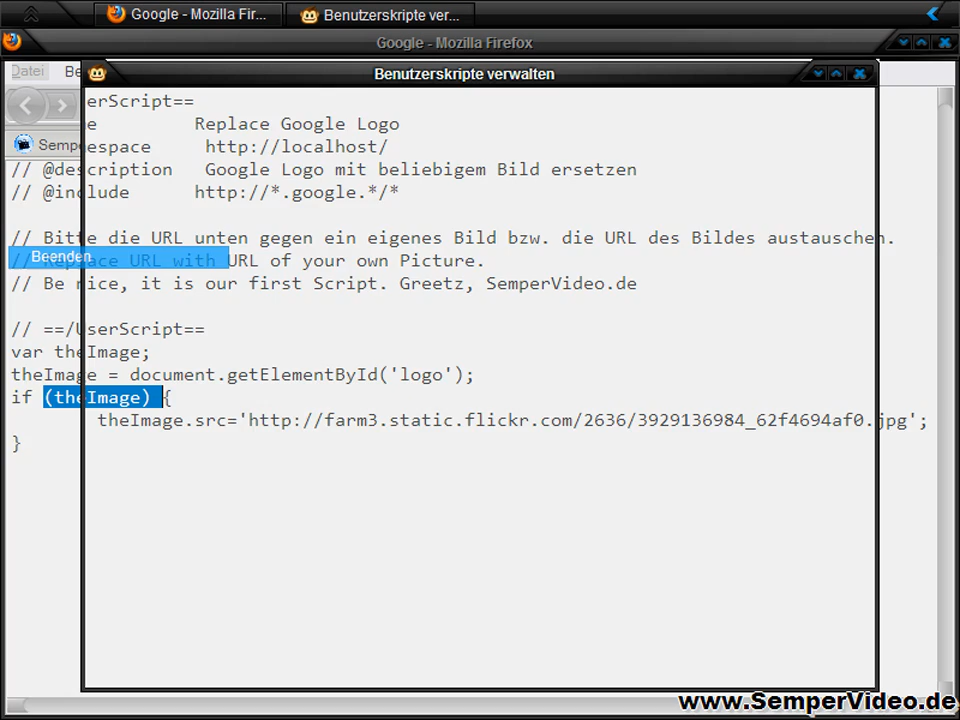 Google - Mozilla Fir...
Benutzerskripte ver...
Google - Mozilla Firefox
Datei Be
Benutzerskripte verwalten
erScript==
e Replace Google Logo
espace http://localhost/
Sempe
// @description Google Logo mit beliebigem Bild ersetzen
// @include http://*.google.*/*
// Bitte die URL unten gegen ein eigenes Bild bzw. die URL des Bildes austauschen.
Beenden
// Replace URL with URL of your own Picture.
// Be nice, it is our first Script. Greetz, SemperVideo.de
// ==/UserScript==
var theImage;
theImage = document.getElementById('logo');
if (theImage) {
theImage.src='http://farm3.static.flickr.com/2636/3929136984_62f4694af0.jpg';
}
www.SemperVideo.de